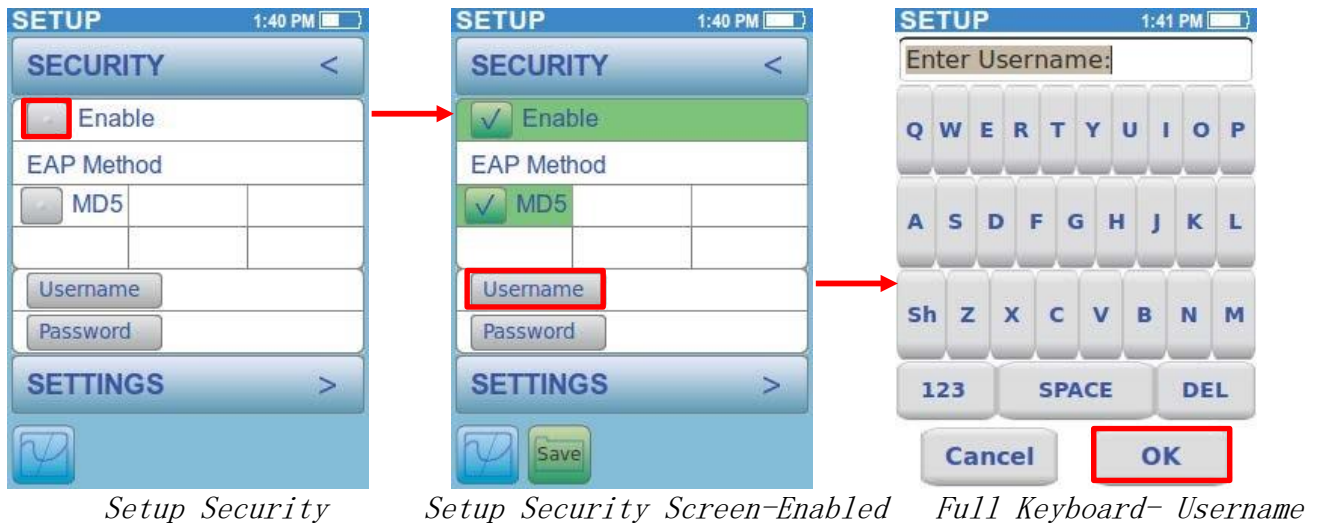 SETUP 1:40 PM
SECURITY <
Enable
EAP Method
MD5
Username
Password
SETTINGS >
Setup Security
SETUP 1:40 PM
SECURITY <
√ Enable
EAP Method
√ MD5
Username
Password
SETTINGS >
Save
Setup Security Screen-Enabled
SETUP 1:41 PM
Enter Username:
Q W E R T Y U I O P
A S D F G H J K L
Sh Z X C V B N M
123 SPACE DEL
Cancel OK
Full Keyboard- Username